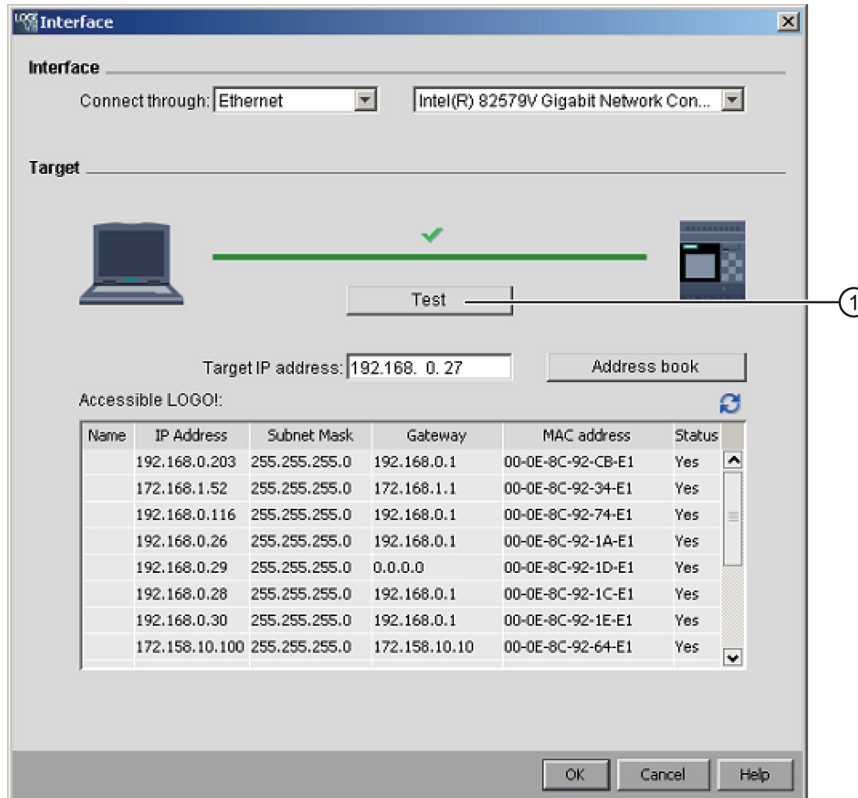 Interface
Interface
Connect through: Ethernet Intel(R) 82579V Gigabit Network Con...
Target
Test
1
Target IP address: 192.168. 0. 27 Address book
Accessible LOGO!:
Name IP Address Subnet Mask Gateway MAC address Status
192.168.0.203 255.255.255.0 192.168.0.1 00-0E-8C-92-CB-E1 Yes
172.168.1.52 255.255.255.0 172.168.1.1 00-0E-8C-92-34-E1 Yes
192.168.0.116 255.255.255.0 192.168.0.1 00-0E-8C-92-74-E1 Yes
192.168.0.26 255.255.255.0 192.168.0.1 00-0E-8C-92-1A-E1 Yes
192.168.0.29 255.255.255.0 0.0.0.0 00-0E-8C-92-1D-E1 Yes
192.168.0.28 255.255.255.0 192.168.0.1 00-0E-8C-92-1C-E1 Yes
192.168.0.30 255.255.255.0 192.168.0.1 00-0E-8C-92-1E-E1 Yes
172.158.10.100 255.255.255.0 172.158.10.10 00-0E-8C-92-64-E1 Yes
OK Cancel Help